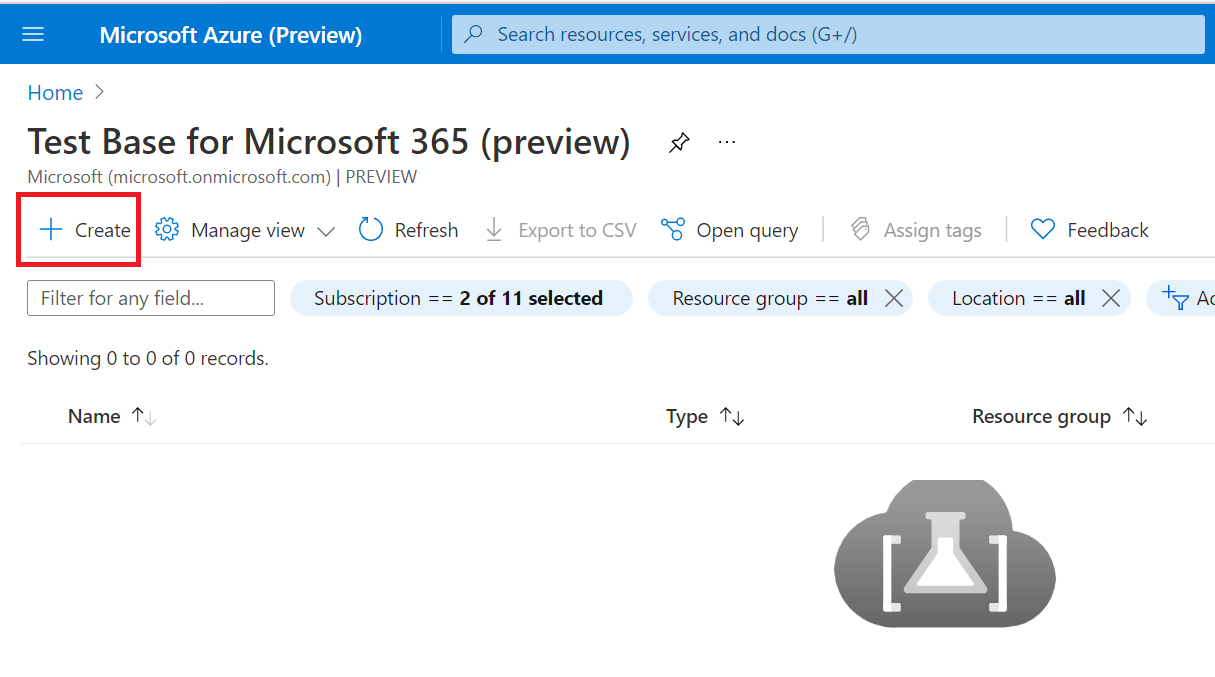 Microsoft Azure (Preview) Search resources, services, and docs (G+/)
Home
Test Base for Microsoft 365 (preview) ...
Microsoft (microsoft.onmicrosoft.com) | PREVIEW
Create Manage view Refresh Export to CSV Open query Assign tags Feedback
Filter for any field... Subscription == 2 of 11 selected Resource group == all Location == all
Showing 0 to 0 of 0 records.
Name Type Resource group